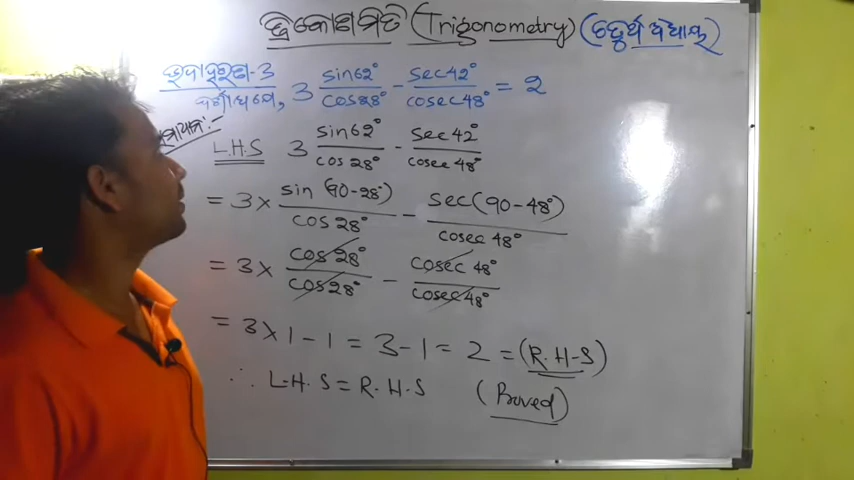 ତ୍ରିକୋଣମିତି (Trigonometry) (ଚତୁର୍ଥ ଅଧ୍ୟାୟ)
ଉଦାହରଣ-3
ଦର୍ଶାଅ ଯେ, 3 sin62°/cos28° - sec42°/cosec48° = 2
ସମାଧାନ:-
L.H.S 3 sin62°/cos28° - sec42°/cosec48°
= 3 × sin(90-28°)/cos28° - sec(90-48°)/cosec48°
= 3 × cos28°/cos28° - cosec48°/cosec48°
= 3 × 1 - 1 = 3 - 1 = 2 = (R.H.S)
∴ L.H.S = R.H.S (Proved)